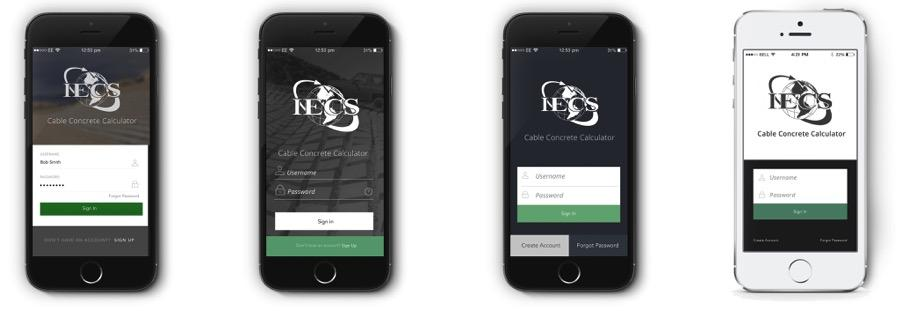 EE 12:53 pm 31%
IECS
Cable Concrete Calculator
USERNAME
Bob Smith
PASSWORD
Forgot Password
Sign In
DON'T HAVE AN ACCOUNT? SIGN UP
EE 12:53 pm 31%
IECS
Cable Concrete Calculator
Username
Password
Sign in
Don't have an account? Sign Up
EE 12:53 pm 31%
IECS
Cable Concrete Calculator
Username
Password
Sign In
Create Account Forgot Password
BELL 4:21 PM 22%
IECS
Cable Concrete Calculator
Username
Password
Sign In
Create Account Forgot Password